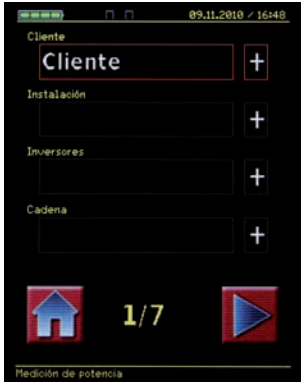 09.11.2010 / 16:48
Cliente
Cliente
+
Instalación
+
Inversores
+
Cadena
+
1/7
Medición de potencia